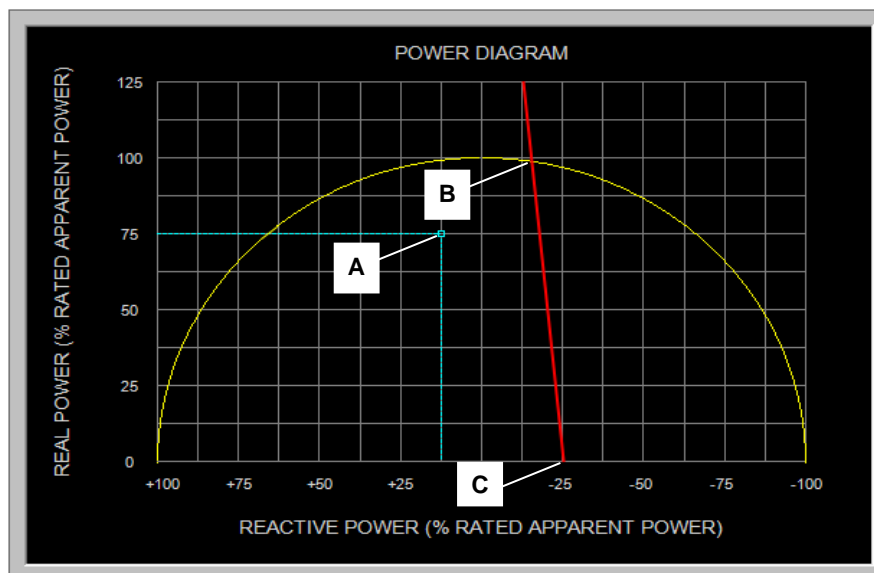 POWER DIAGRAM
REAL POWER (% RATED APPARENT POWER)
125
100
75
50
25
0
B
A
C
+100 +75 +50 +25 -25 -50 -75 -100
REACTIVE POWER (% RATED APPARENT POWER)